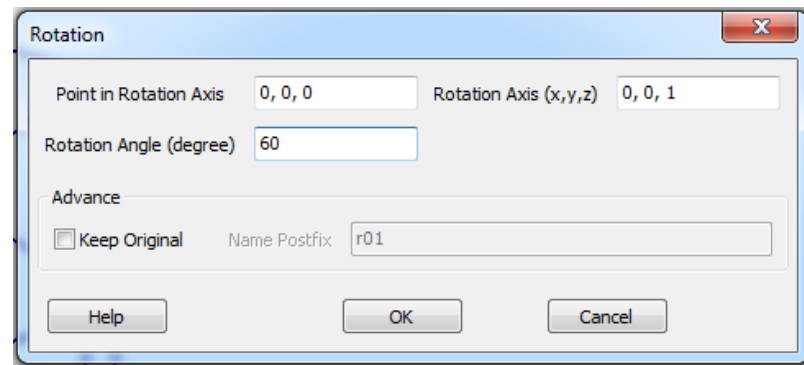 Rotation
Point in Rotation Axis 0, 0, 0 Rotation Axis (x,y,z) 0, 0, 1
Rotation Angle (degree) 60
Advance
Keep Original Name Postfix r01
Help OK Cancel